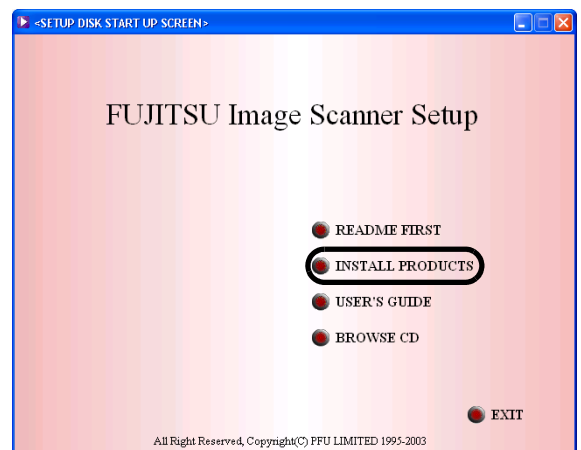 <SETUP DISK START UP SCREEN>
FUJITSU Image Scanner Setup
README FIRST
INSTALL PRODUCTS
USER'S GUIDE
BROWSE CD
EXIT
All Right Reserved, Copyright(C) PFU LIMITED 1995-2003